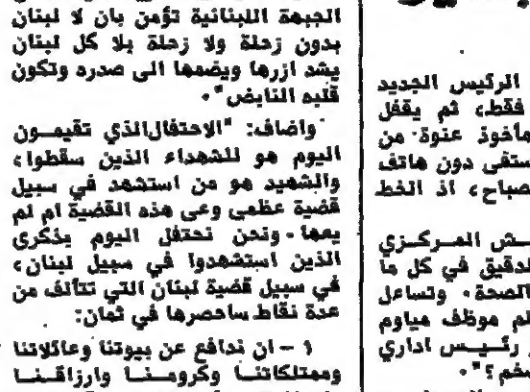 الجبهة اللبنانية تؤمن بان لا لبنان
بدون زحلة ولا زحلة بلا كل لبنان
يشد ازرها ويضمها الى صدره وتكون
قلبه النابض".
واضاف: "الاحتفال الذي تقيمون
اليوم هو للشهداء الذين سقطوا،
والشهيد هو من استشهد في سبيل
قضية عظمى وعى هذه القضية ام لم
يعها. ونحن نحتفل اليوم بذكرى
الذين استشهدوا في سبيل لبنان،
في سبيل قضية لبنان التي تتألف من
عدة نقاط ساحصرها في ثمان:
١ – ان ندافع عن بيوتنا وعائلاتنا
وممتلكاتنا وكرومنا وارزاقنا
الرئيس الجديد
فقط، ثم يقفل
مأخوذ عنوة من
ستفى دون هاتف
صباح، اذ الخط
ش المركزي
لدقيق في كل ما
الصحة. وتساءل
لم موظف مياوم
رئيس اداري
خم؟".